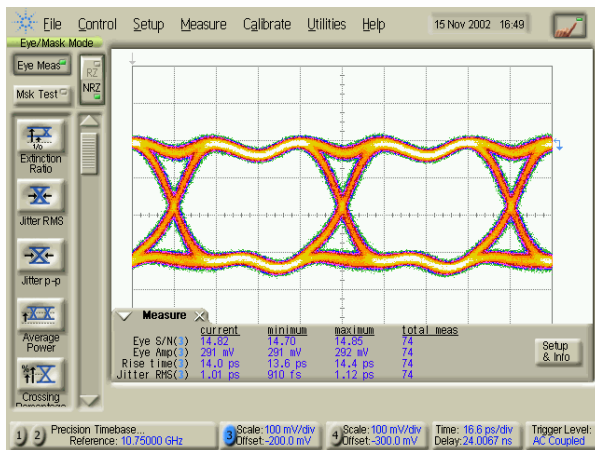 File Control Setup Measure Calibrate Utilities Help 15 Nov 2002 16:49
Eye/Mask Mode
Eye Meas
RZ
NRZ
Msk Test
1/0
Extinction
Ratio
Jitter RMS
Jitter p-p
Average
Power
Crossing
Percentage
Measure
current minimum maximum total meas
Eye S/N(3) 14.82 14.70 14.85 74
Eye Amp(3) 291 mV 291 mV 292 mV 74
Rise time(3) 14.0 ps 13.6 ps 14.4 ps 74
Jitter RMS(3) 1.01 ps 910 fs 1.12 ps 74
Setup
& Info
1 2 Precision Timebase...
Reference: 10.75000 GHz
3 Scale: 100 mV/div
Offset:-200.0 mV
4 Scale: 100 mV/div
Offset:-300.0 mV
Time: 16.6 ps/div
Delay: 24.0067 ns
Trigger Level:
AC Coupled